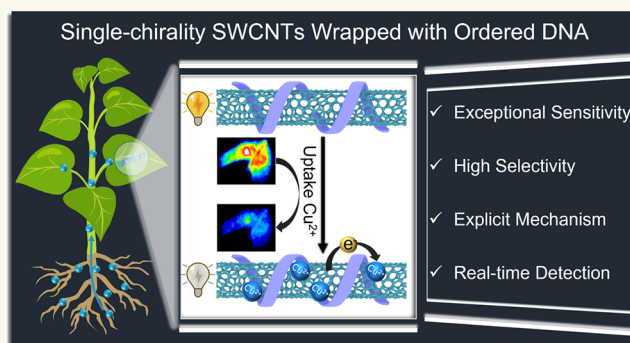 Single-chirality SWCNTs Wrapped with Ordered DNA
Uptake Cu²⁺
e⁻
Cu²⁺
Cu²⁺
Cu²⁺
Cu²⁺
✓ Exceptional Sensitivity
✓ High Selectivity
✓ Explicit Mechanism
✓ Real-time Detection